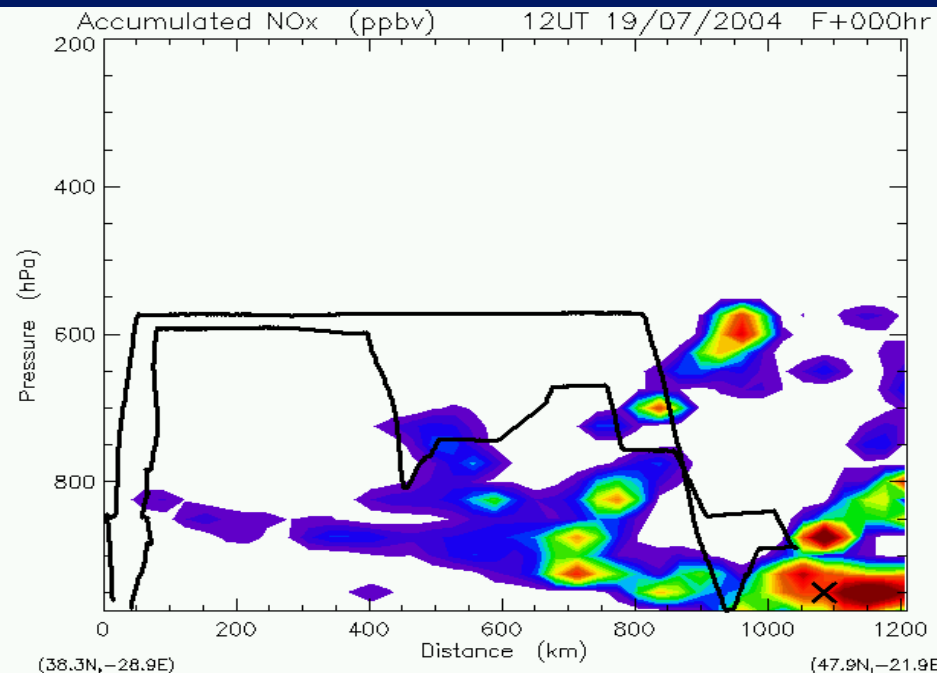 Accumulated NOx (ppbv) 12UT 19/07/2004 F+000hr
200
400
600
800
Pressure (hPa)
0 200 400 600 800 1000 1200
Distance (km)
(38.3N,−28.9E) (47.9N,−21.9E